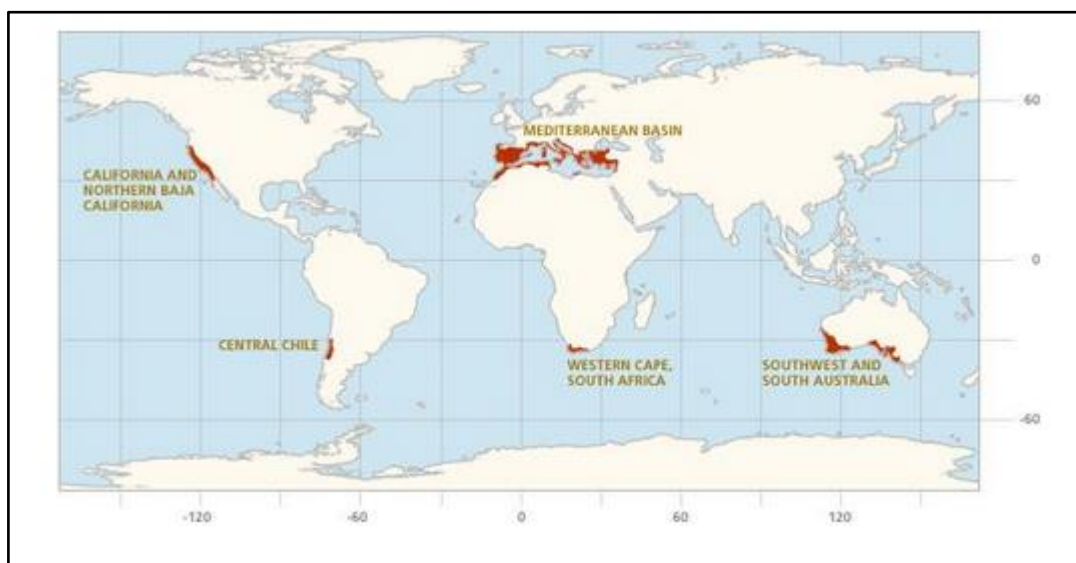 60
MEDITERRANEAN BASIN
CALIFORNIA AND
NORTHERN BAJA
CALIFORNIA
0
CENTRAL CHILE
WESTERN CAPE,
SOUTH AFRICA
SOUTHWEST AND
SOUTH AUSTRALIA
-60
-120
-60
0
60
120